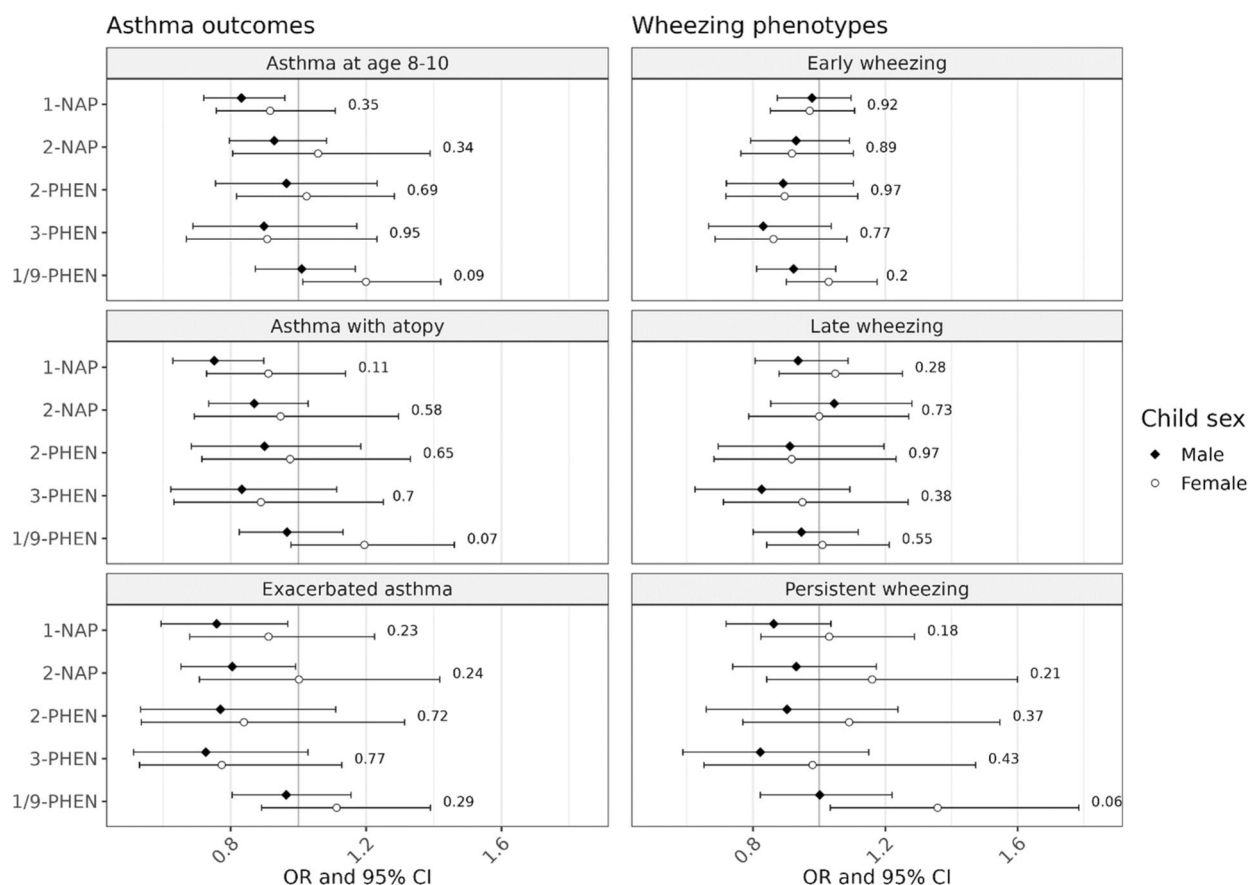 Asthma outcomes
Wheezing phenotypes
Asthma at age 8-10
Early wheezing
1-NAP
0.35
0.92
2-NAP
0.34
0.89
2-PHEN
0.69
0.97
3-PHEN
0.95
0.77
1/9-PHEN
0.09
0.2
Asthma with atopy
Late wheezing
1-NAP
0.11
0.28
2-NAP
0.58
0.73
2-PHEN
0.65
0.97
3-PHEN
0.7
0.38
1/9-PHEN
0.07
0.55
Child sex
Male
Female
Exacerbated asthma
Persistent wheezing
1-NAP
0.23
0.18
2-NAP
0.24
0.21
2-PHEN
0.72
0.37
3-PHEN
0.77
0.43
1/9-PHEN
0.29
0.06
0.8
1.2
1.6
0.8
1.2
1.6
OR and 95% CI
OR and 95% CI